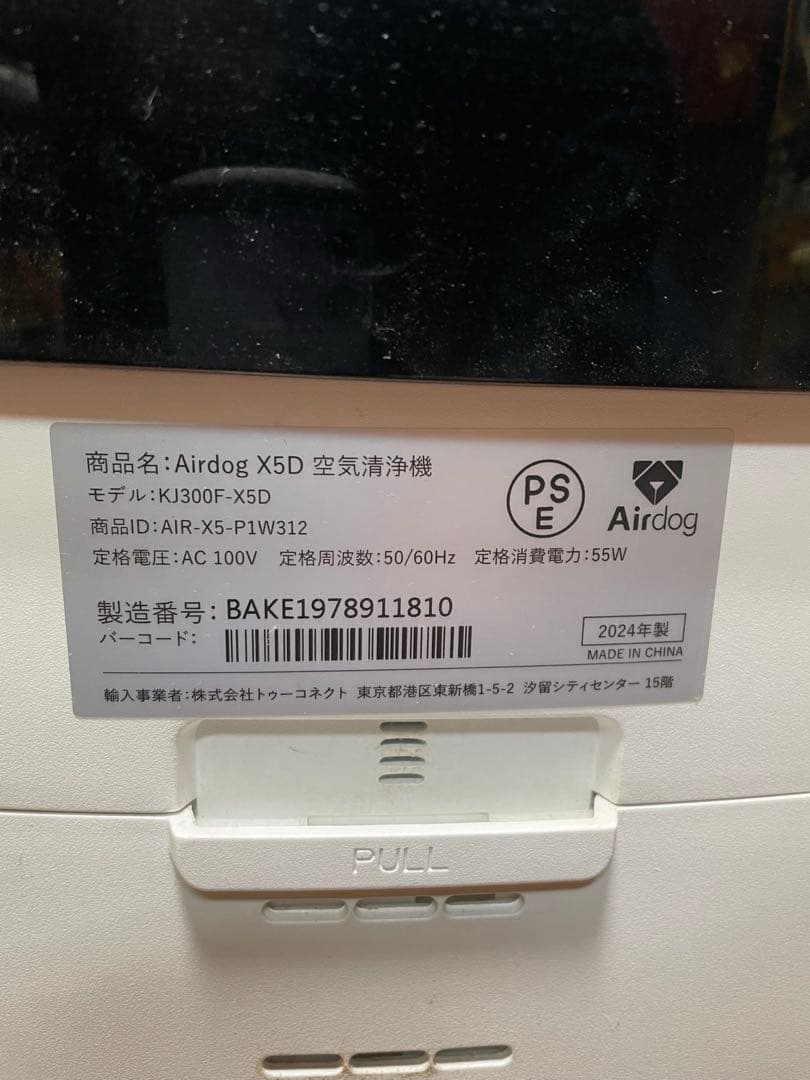 商品名：Airdog X5D 空気清浄機
モデル：KJ300F-X5D
商品ID：AIR-X5-P1W312
定格電圧：AC 100V 定格周波数：50/60Hz 定格消費電力：55W
PSE
Airdog
製造番号：BAKE1978911810
バーコード：
2024年製
MADE IN CHINA
輸入事業者：株式会社トゥーコネクト 東京都港区東新橋1-5-2 汐留シティセンター 15階
PULL